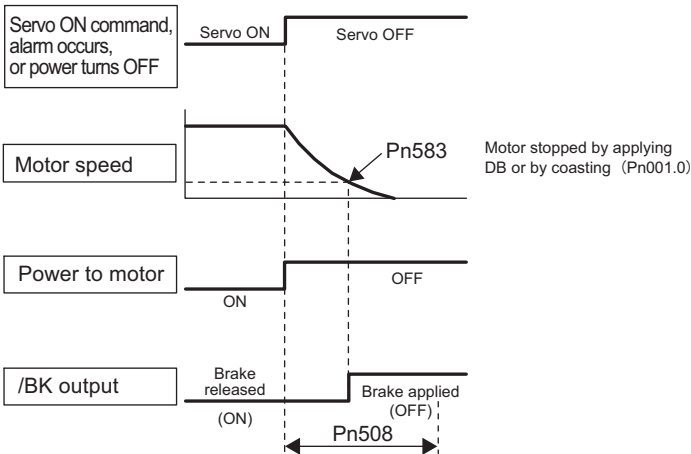 Servo ON command,
alarm occurs,
or power turns OFF
Servo ON
Servo OFF
Motor speed
Pn583
Motor stopped by applying
DB or by coasting (Pn001.0)
Power to motor
ON
OFF
/BK output
Brake
released
(ON)
Brake applied
(OFF)
Pn508